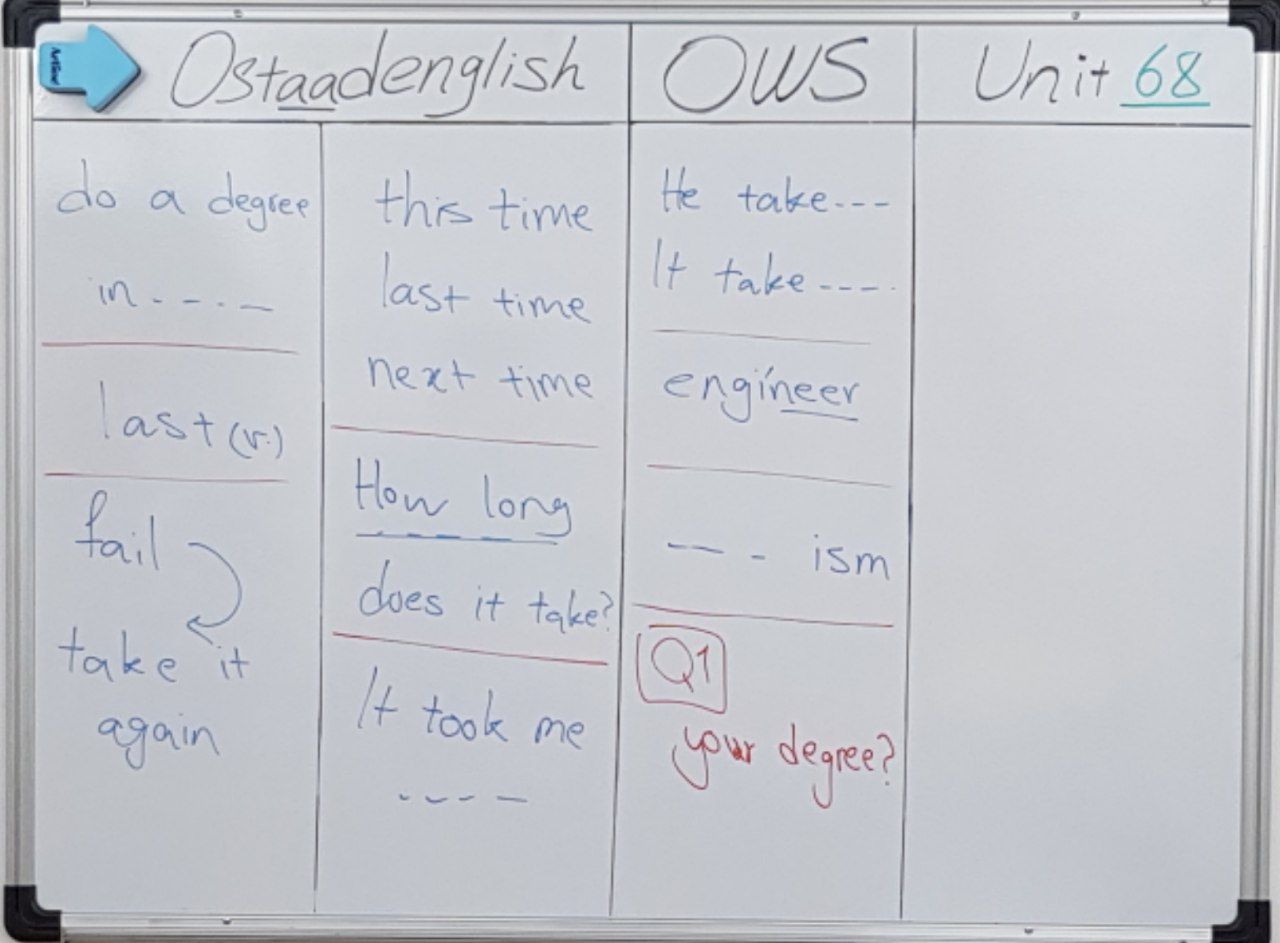 Artline
Ostaadenglish
OWS
Unit 68
do a degree
in - - - -
last (v.)
fail
take it
again
this time
last time
next time
How long
does it take?
It took me
- - - -
He take---
It take----
engineer
-- - ism
Q1
your degree?